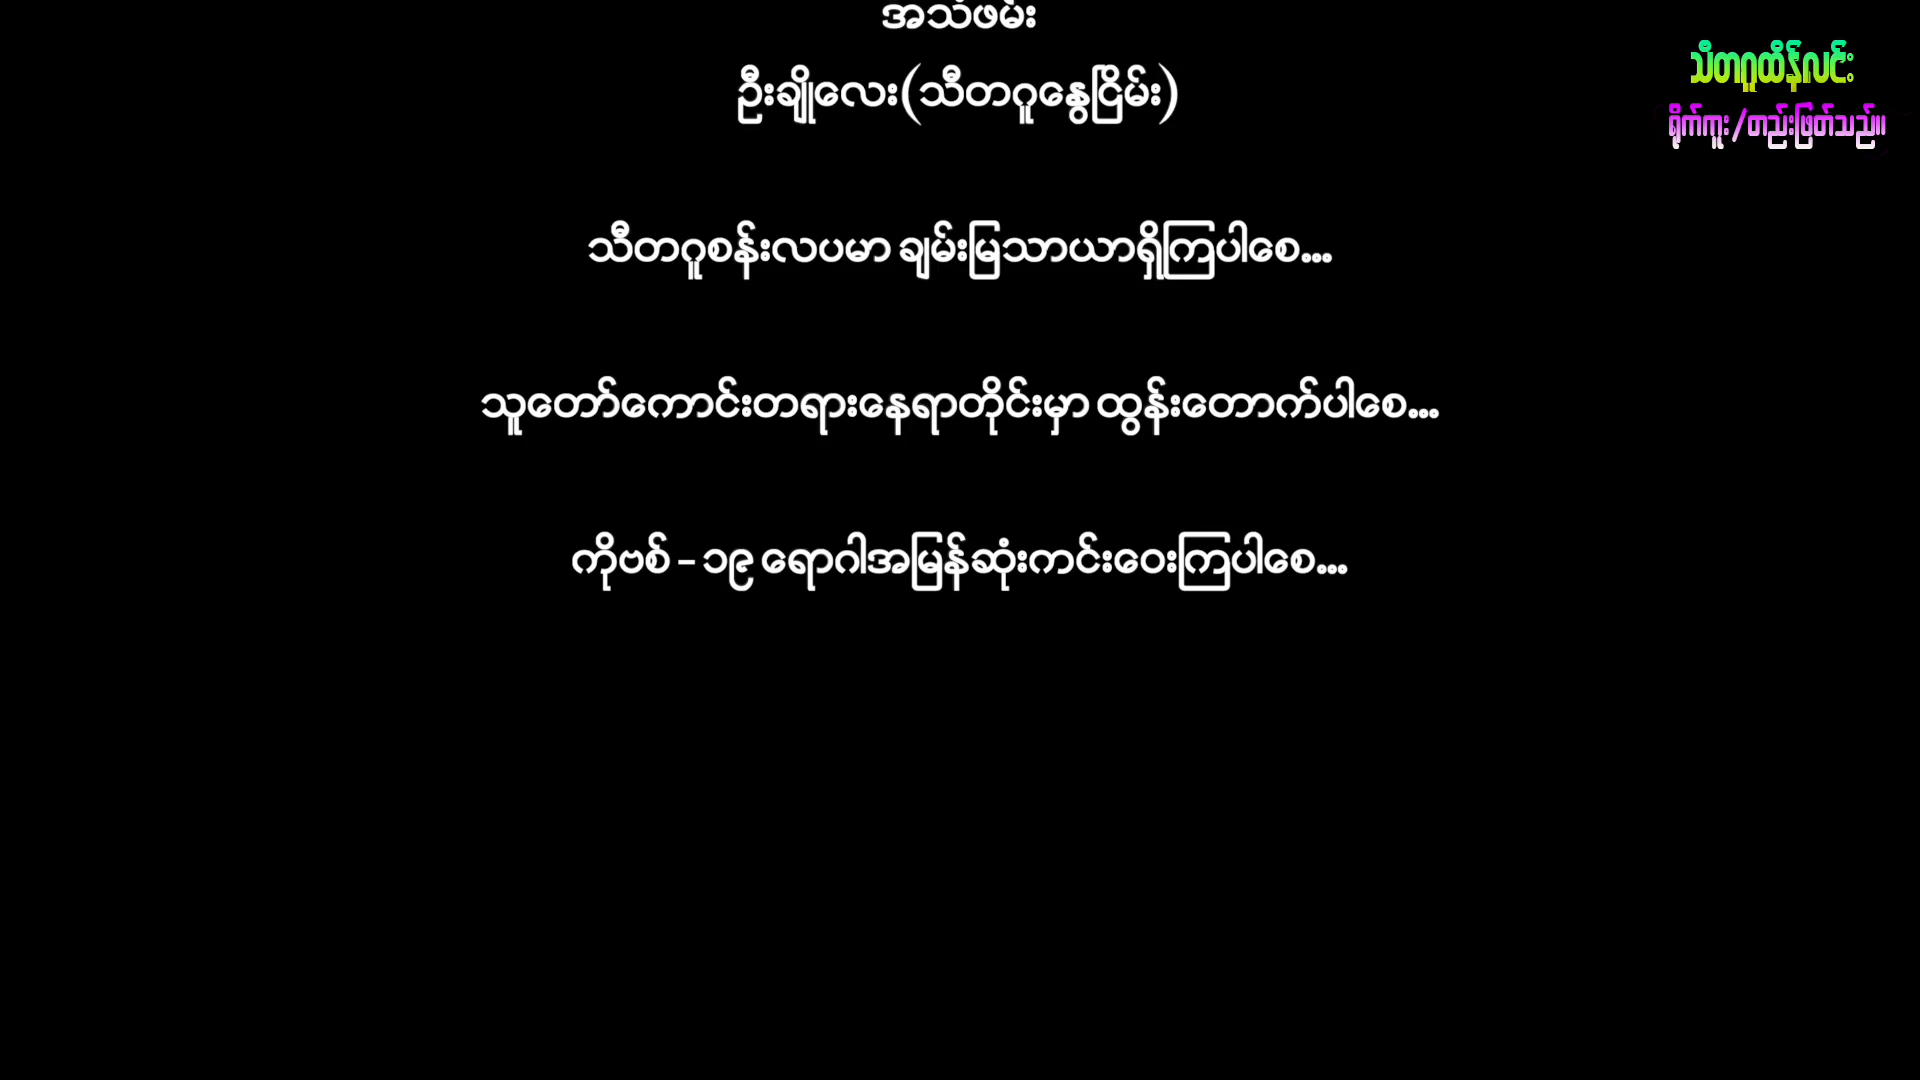 အသံဖမ်း
ဦးချိုလေး(သီတဂူနွေငြိမ်း)
သီတဂူစန်းလပမာ ချမ်းမြသာယာရှိကြပါစေ...
သူတော်ကောင်းတရားနေရာတိုင်းမှာ ထွန်းတောက်ပါစေ...
ကိုဗစ် - ၁၉ ရောဂါအမြန်ဆုံးကင်းဝေးကြပါစေ...
သီတဂူထိန်လင်း
ရိုက်ကူး/တည်းဖြတ်သည်။